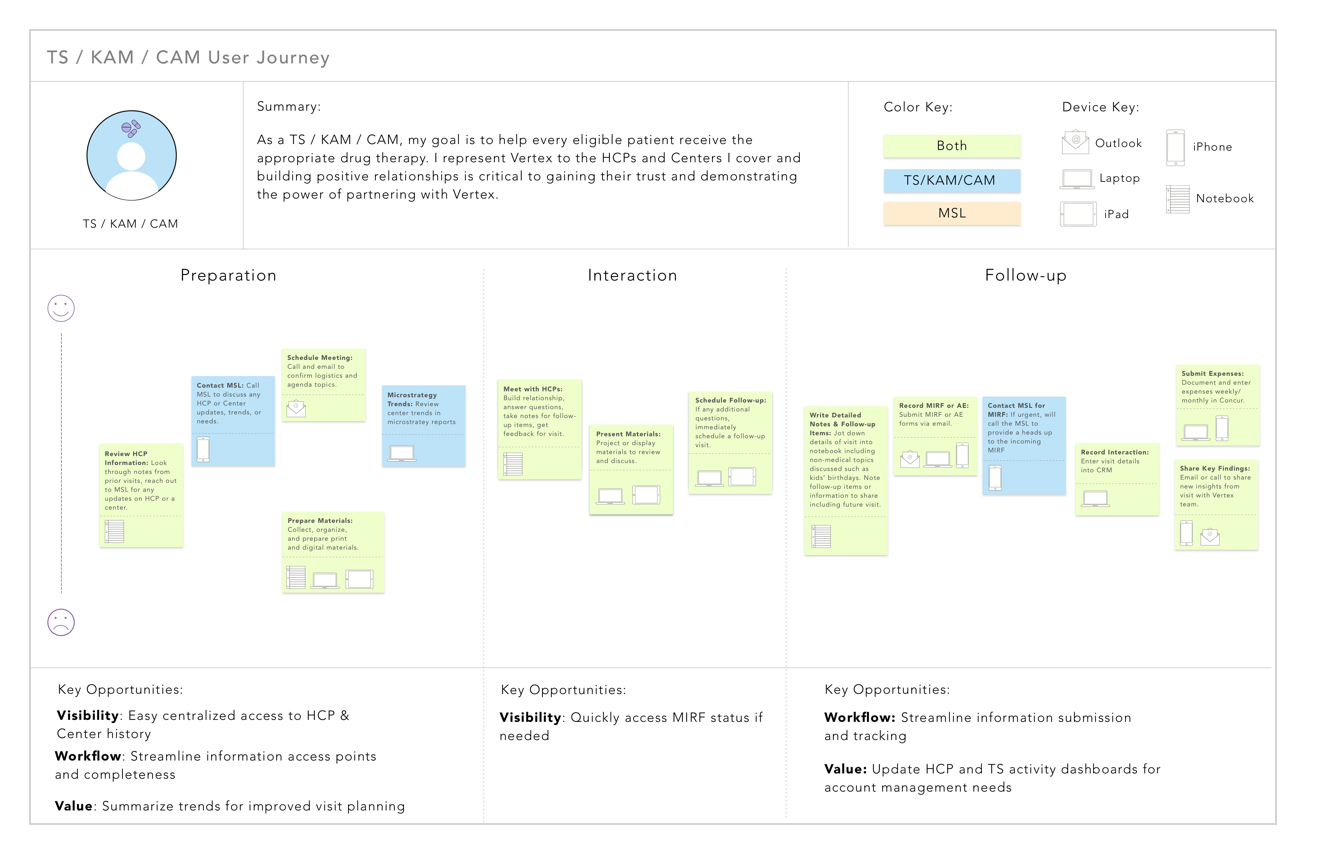 TS / KAM / CAM User Journey
TS / KAM / CAM
Summary:
As a TS / KAM / CAM, my goal is to help every eligible patient receive the
appropriate drug therapy. I represent Vertex to the HCPs and Centers I cover and
building positive relationships is critical to gaining their trust and demonstrating
the power of partnering with Vertex.
Color Key:
Both
TS/KAM/CAM
MSL
Device Key:
Outlook
Laptop
iPad
iPhone
Notebook
Preparation
Review HCP
Information: Look
through notes from
prior visits, reach out
to MSL for any
updates on HCP or a
center.
Contact MSL: Call
MSL to discuss any
HCP or Center
updates, trends, or
needs.
Schedule Meeting:
Call and email to
confirm logistics and
agenda topics.
Prepare Materials:
Collect, organize,
and prepare print
and digital materials.
Microstrategy
Trends: Review
center trends in
microstratey reports
Interaction
Meet with HCPs:
Build relationship,
answer questions,
take notes for follow-
up items, get
feedback for visit.
Present Materials:
Project or display
materials to review
and discuss.
Schedule Follow-up:
If any additional
questions,
immediately
schedule a follow-up
visit.
Follow-up
Write Detailed
Notes & Follow-up
Items: Jot down
details of visit into
notebook including
non-medical topics
discussed such as
kids' birthdays. Note
follow-up items or
information to share
including future visit.
Record MIRF or AE:
Submit MIRF or AE
forms via email.
Contact MSL for
MIRF: If urgent, will
call the MSL to
provide a heads up
to the incoming
MIRF
Record Interaction:
Enter visit details
into CRM
Submit Expenses:
Document and enter
expenses weekly/
monthly in Concur.
Share Key Findings:
Email or call to share
new insights from
visit with Vertex
team.
Key Opportunities:
Visibility: Easy centralized access to HCP &
Center history
Workflow: Streamline information access points
and completeness
Value: Summarize trends for improved visit planning
Key Opportunities:
Visibility: Quickly access MIRF status if
needed
Key Opportunities:
Workflow: Streamline information submission
and tracking
Value: Update HCP and TS activity dashboards for
account management needs